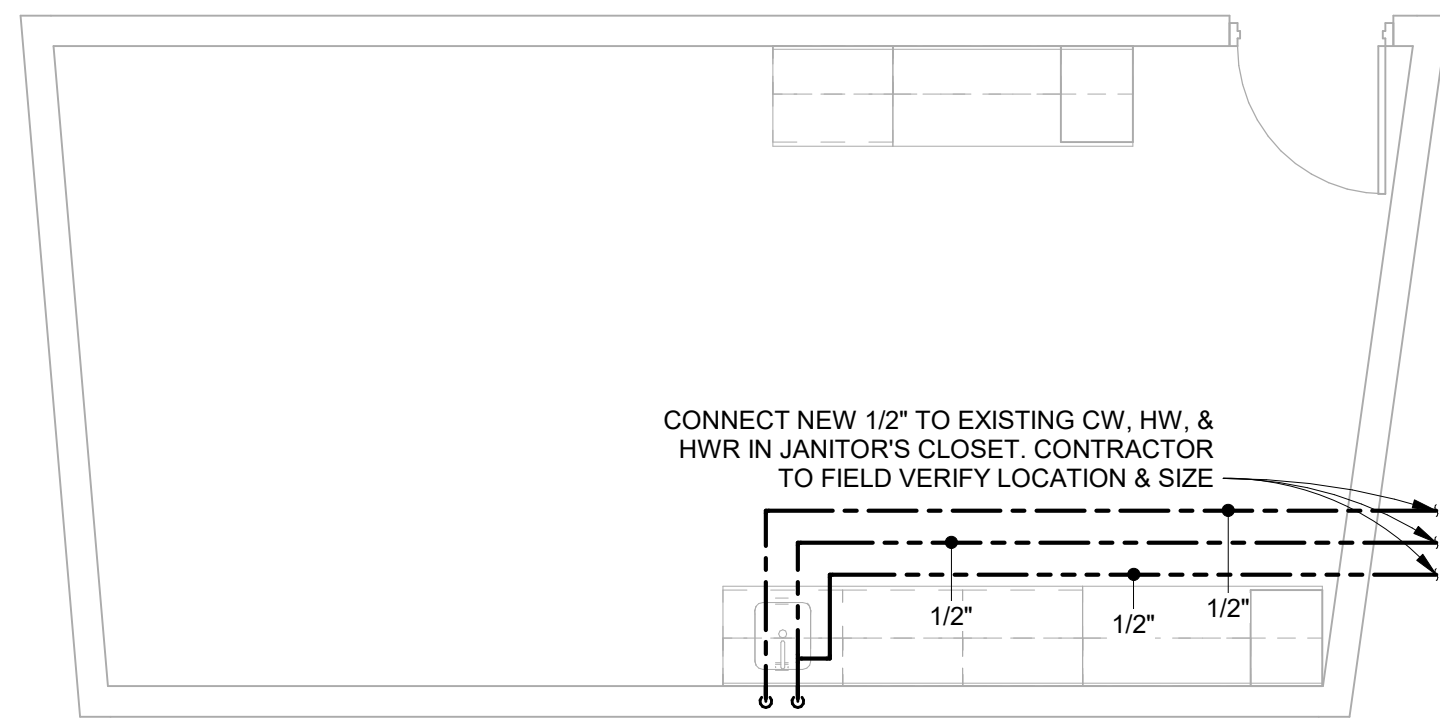 CONNECT NEW 1/2" TO EXISTING CW, HW, &
HWR IN JANITOR'S CLOSET. CONTRACTOR
TO FIELD VERIFY LOCATION & SIZE
1/2"
1/2"
1/2"